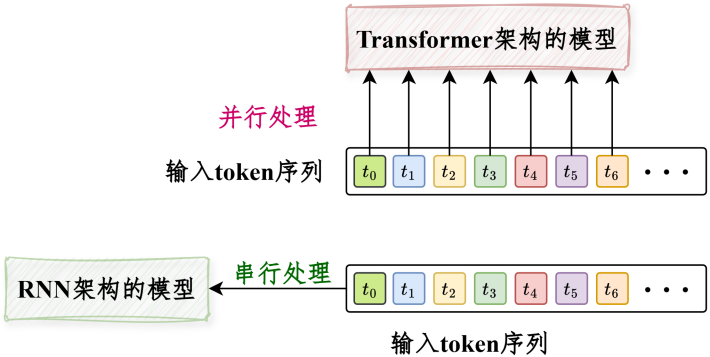 Transformer架构的模型
并行处理
输入token序列 t0 t1 t2 t3 t4 t5 t6 ···
RNN架构的模型 串行处理 t0 t1 t2 t3 t4 t5 t6 ···
输入token序列